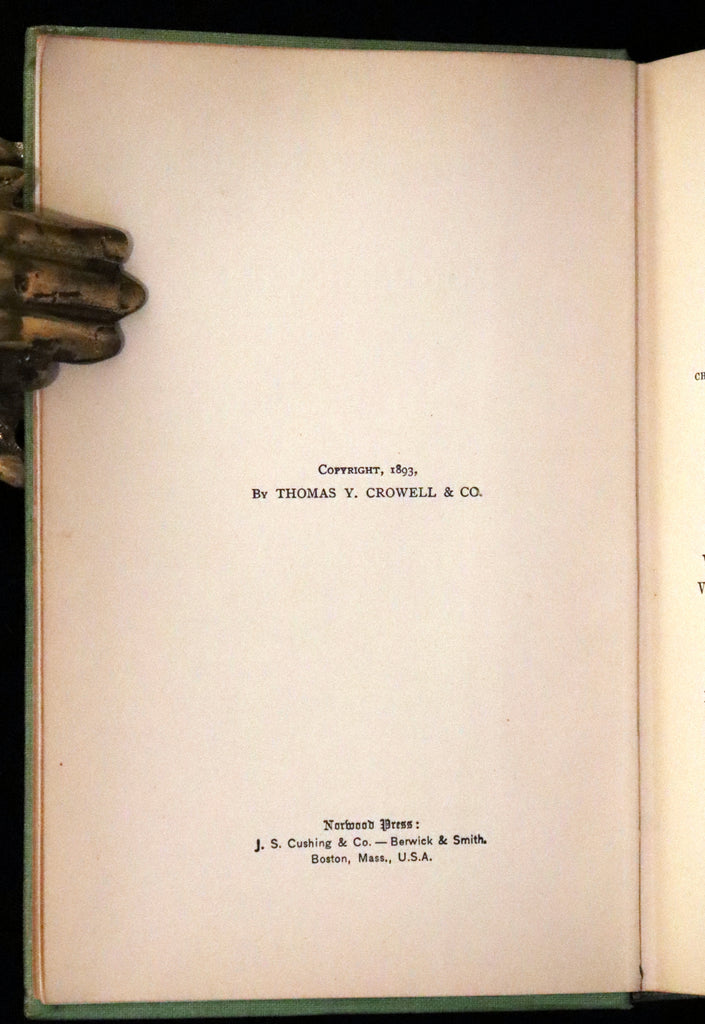 Copyright, 1893,
By THOMAS Y. CROWELL & CO.
Norwood Press:
J. S. Cushing & Co. — Berwick & Smith.
Boston, Mass., U.S.A.